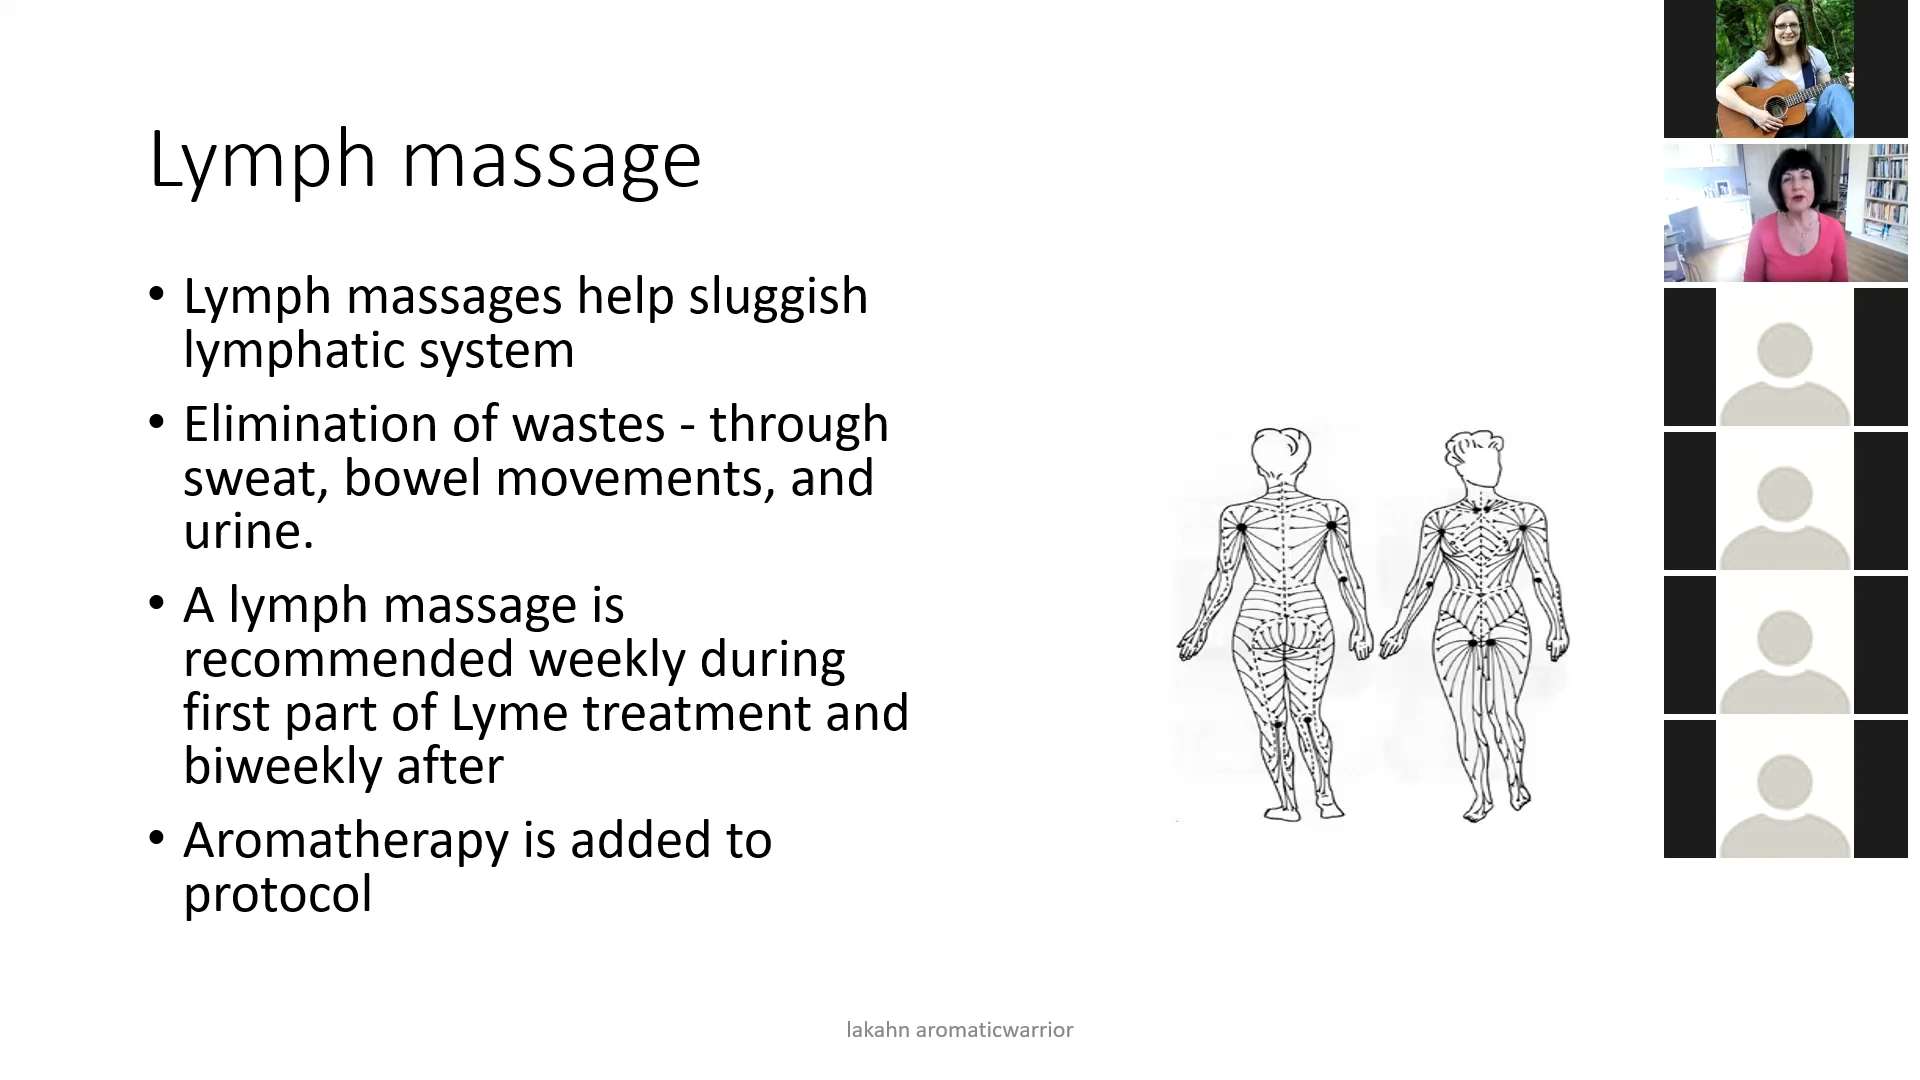 Lymph massage
• Lymph massages help sluggish
lymphatic system
• Elimination of wastes - through
sweat, bowel movements, and
urine.
• A lymph massage is
recommended weekly during
first part of Lyme treatment and
biweekly after
• Aromatherapy is added to
protocol
lakahn aromaticwarrior